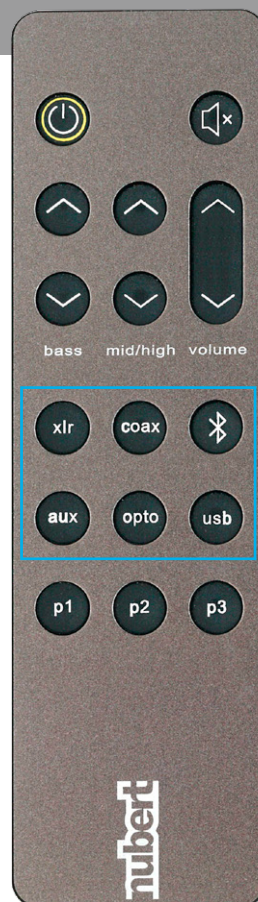 bass mid/high volume
xlr coax
aux opto usb
p1 p2 p3
nubert